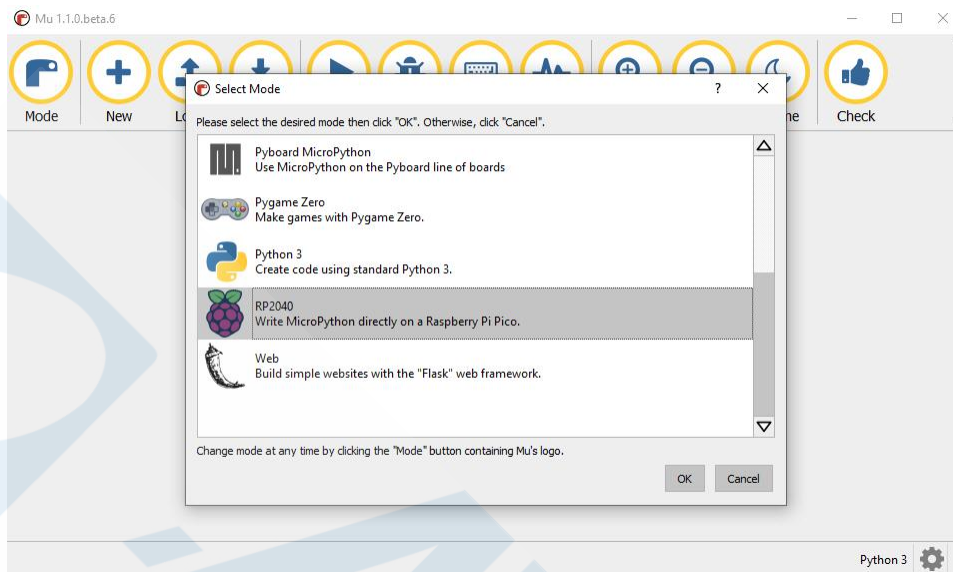 Mu 1.1.0.beta.6
Mode
New
Check
Select Mode
?
Please select the desired mode then click "OK". Otherwise, click "Cancel".
Pyboard MicroPython
Use MicroPython on the Pyboard line of boards
Pygame Zero
Make games with Pygame Zero.
Python 3
Create code using standard Python 3.
RP2040
Write MicroPython directly on a Raspberry Pi Pico.
Web
Build simple websites with the "Flask" web framework.
Change mode at any time by clicking the "Mode" button containing Mu's logo.
OK
Cancel
Python 3